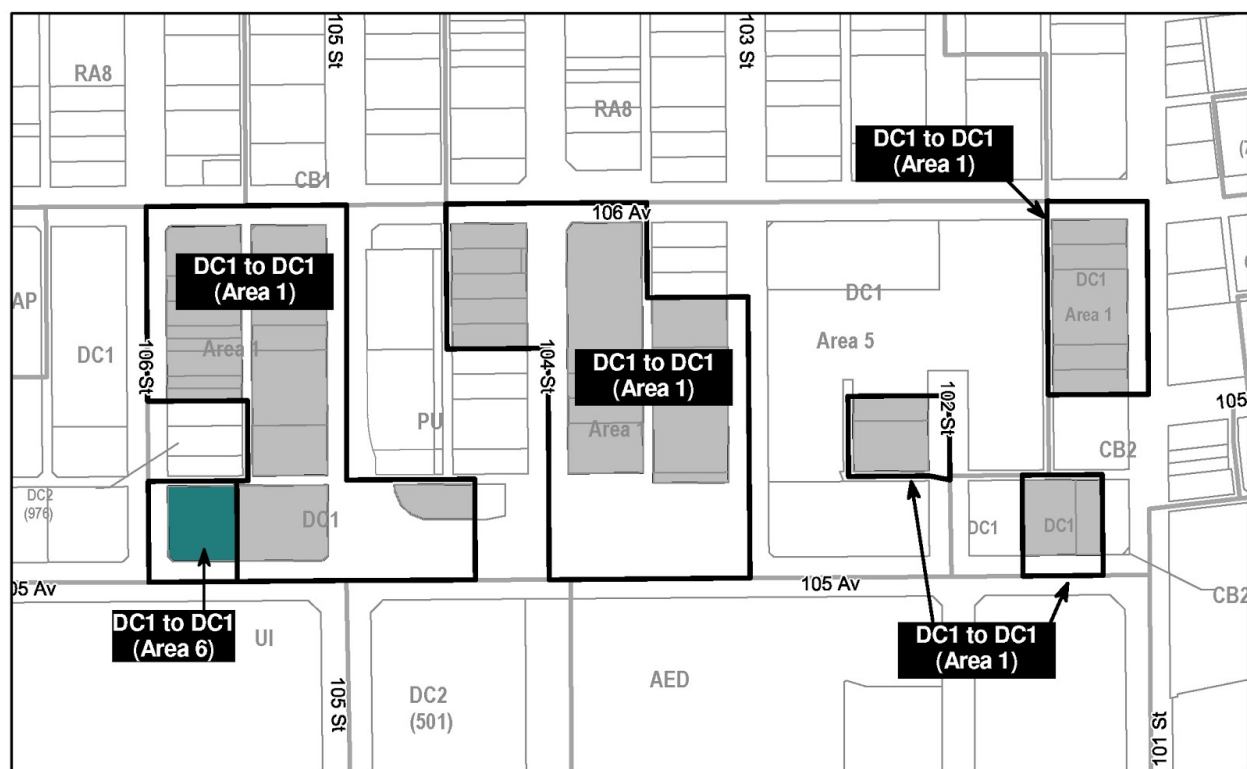 105 St
103 St
RA8
RA8
DC1 to DC1
(Area 1)
CB1
106 Av
DC1 to DC1
(Area 1)
AP
DC1
DC1
DC1
Area 1
Area 1
106 St
104 St
Area 5
DC1 to DC1
(Area 1)
Area 1
PU
102 St
105
CB2
DC2
(976)
DC1
DC1
DC1
05 Av
105 Av
CB2
DC1 to DC1
(Area 6)
UI
DC1 to DC1
(Area 1)
AED
105 St
DC2
(501)
101 St